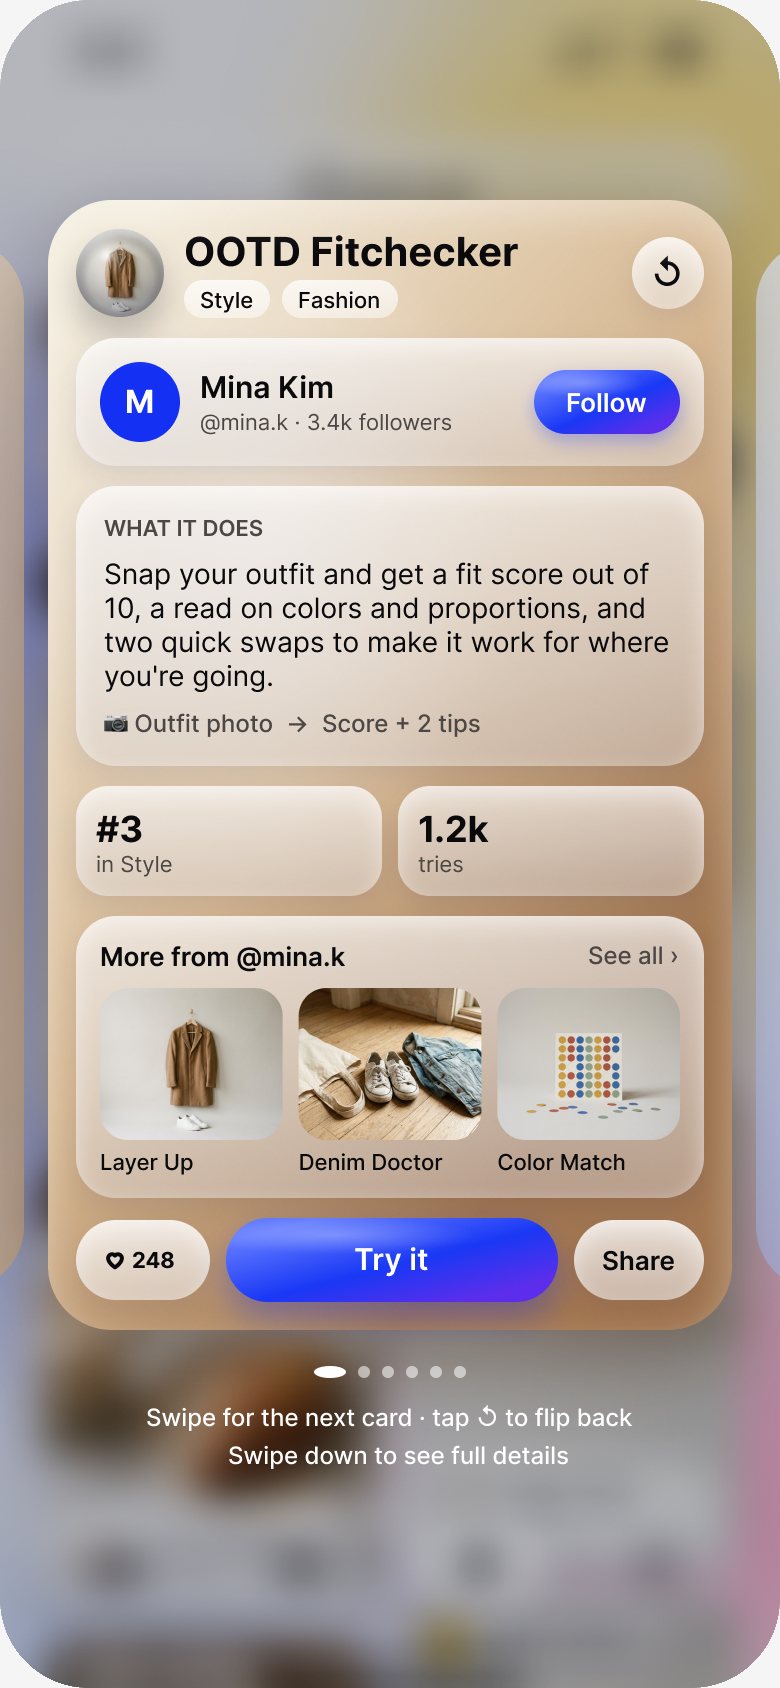 OOTD Fitchecker
Style
Fashion
M
Mina Kim
@mina.k · 3.4k followers
Follow
WHAT IT DOES
Snap your outfit and get a fit score out of
10, a read on colors and proportions, and
two quick swaps to make it work for where
you're going.
📷 Outfit photo → Score + 2 tips
#3
in Style
1.2k
tries
More from @mina.k
See all ›
Layer Up
Denim Doctor
Color Match
248
Try it
Share
Swipe for the next card · tap ↺ to flip back
Swipe down to see full details